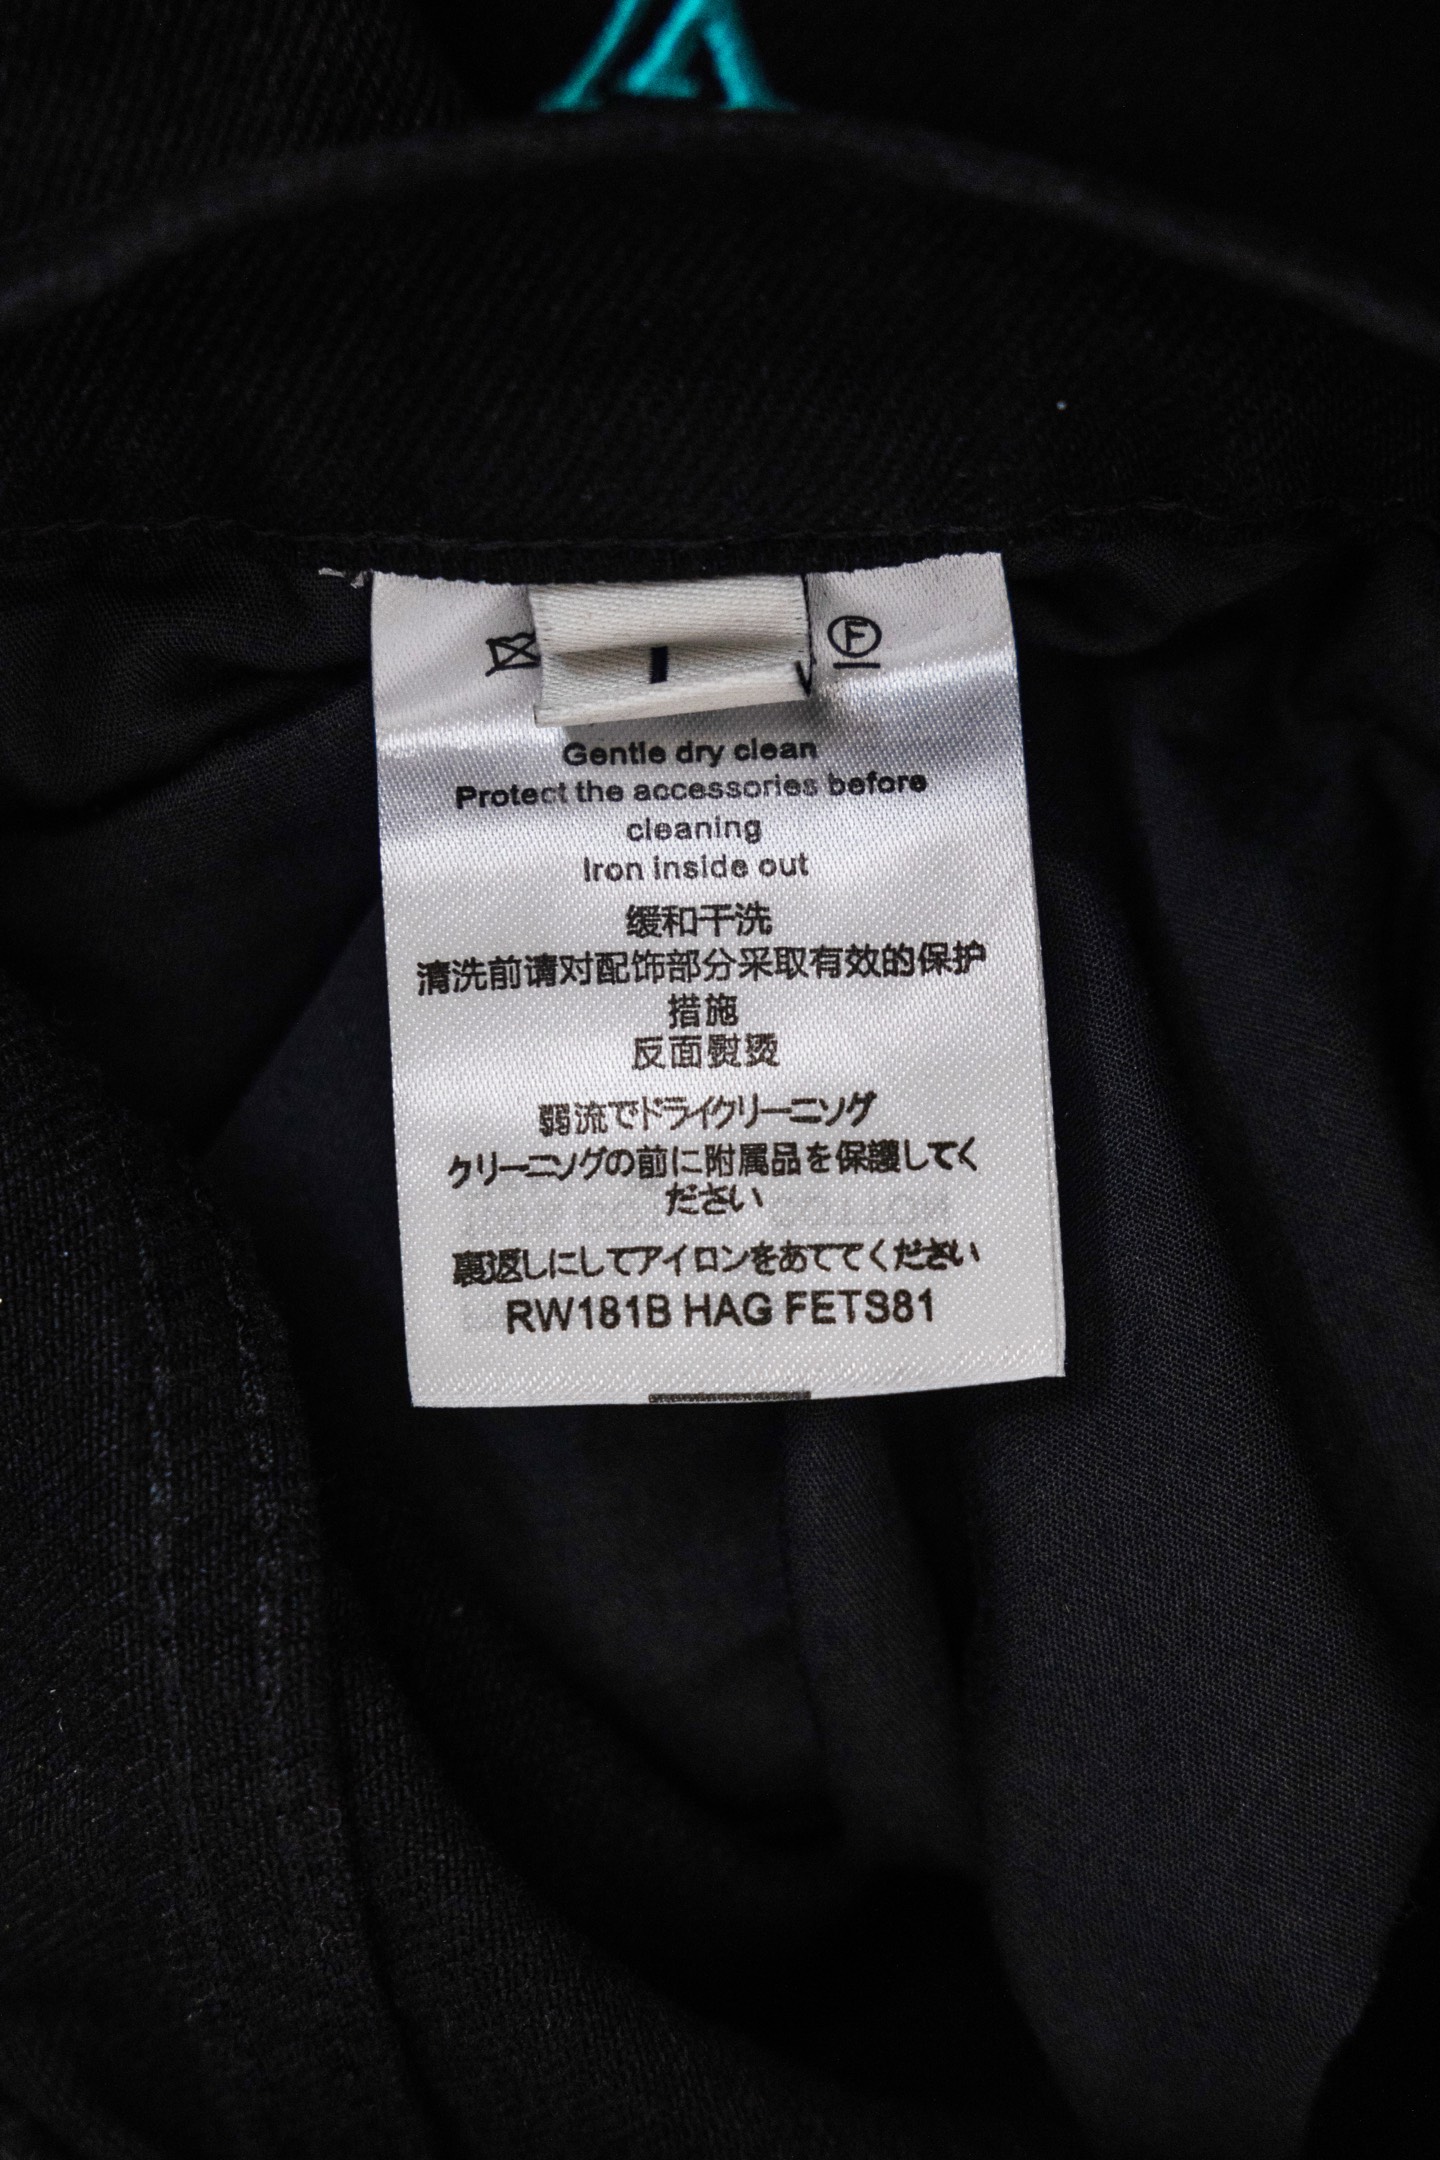 F
Gentle dry clean
Protect the accessories before
cleaning
Iron inside out
缓和干洗
清洗前请对配饰部分采取有效的保护
措施
反面熨烫
弱流でドライクリーニング
クリーニングの前に附属品を保護してく
ださい
裏返しにしてアイロンをあててください
RW181B HAG FETS81